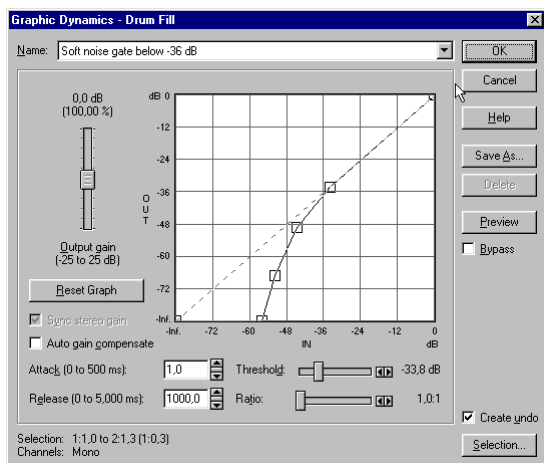 Graphic Dynamics - Drum Fill
Name: Soft noise gate below -36 dB
OK
Cancel
Help
Save As...
Delete
Preview
Bypass
0,0 dB
(100,00 %)
Output gain
(-25 to 25 dB)
Reset Graph
Sync stereo gain
Auto gain compensate
dB 0
-12
-24
-36
-48
-60
-72
-Inf.
OUT
-Inf. -72 -60 -48 -36 -24 -12 0
IN dB
Attack (0 to 500 ms): 1,0 Threshold: -33,8 dB
Release (0 to 5,000 ms): 1000,0 Ratio: 1,0:1
Create undo
Selection: 1:1,0 to 2:1,3 (1:0,3)
Channels: Mono
Selection...